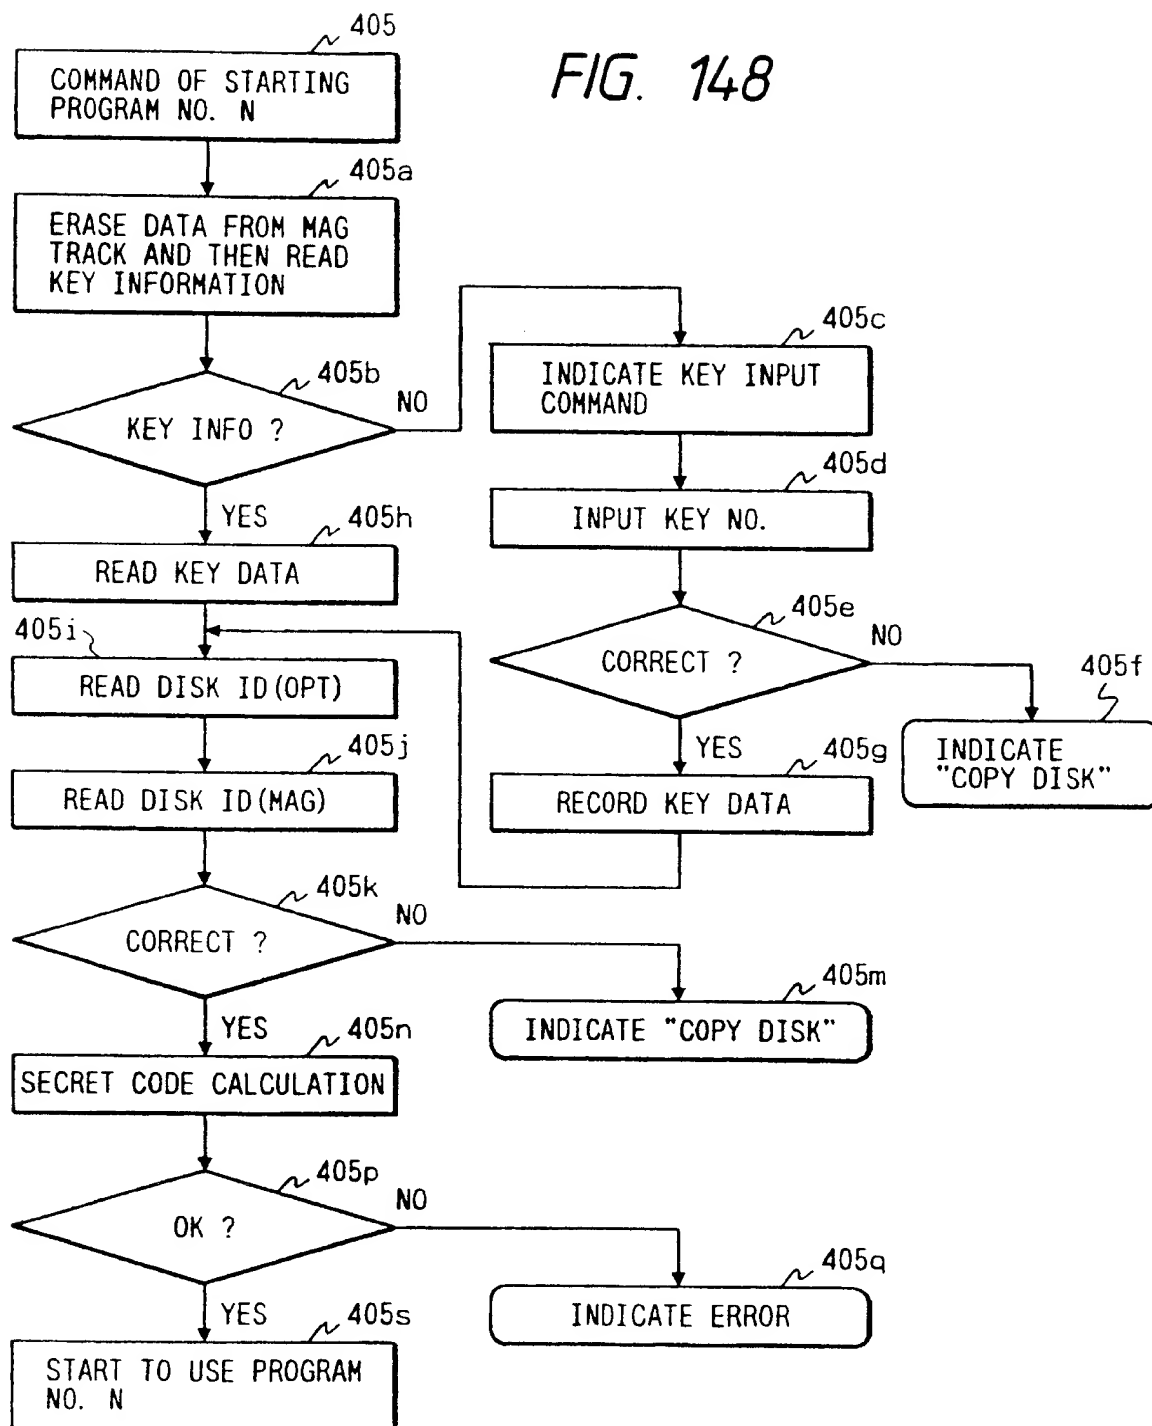 FIG. 148
405
COMMAND OF STARTING
PROGRAM NO. N
405a
ERASE DATA FROM MAG
TRACK AND THEN READ
KEY INFORMATION
405b
KEY INFO ?
NO
YES
405c
INDICATE KEY INPUT
COMMAND
405d
INPUT KEY NO.
405e
CORRECT ?
NO
YES
405f
INDICATE
"COPY DISK"
405g
RECORD KEY DATA
405h
READ KEY DATA
405i
READ DISK ID(OPT)
405j
READ DISK ID(MAG)
405k
CORRECT ?
NO
YES
405m
INDICATE "COPY DISK"
405n
SECRET CODE CALCULATION
405p
OK ?
NO
YES
405q
INDICATE ERROR
405s
START TO USE PROGRAM
NO. N